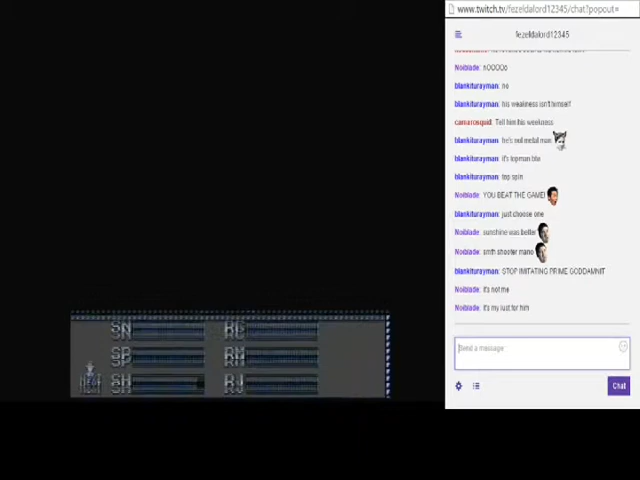 www.twitch.tv/fezeldalord12345/chat?popout=
fezeldalord12345
Noiblade: nOOOOo
blankiturayman: no
blankiturayman: his weakness isn't himself
camarosquid: Tell him his weakness
blankiturayman: he's not metal man
blankiturayman: it's topman btw
blankiturayman: top spin
Noiblade: YOU BEAT THE GAME!
blankiturayman: just choose one
Noiblade: sunshine was better
Noiblade: smth shooter mano
blankiturayman: STOP IMITATING PRIME GODDAMNIT
Noiblade: it's not me
Noiblade: it's my just for him
Send a message
Chat
SN
SP
SH
RC
RM
RJ